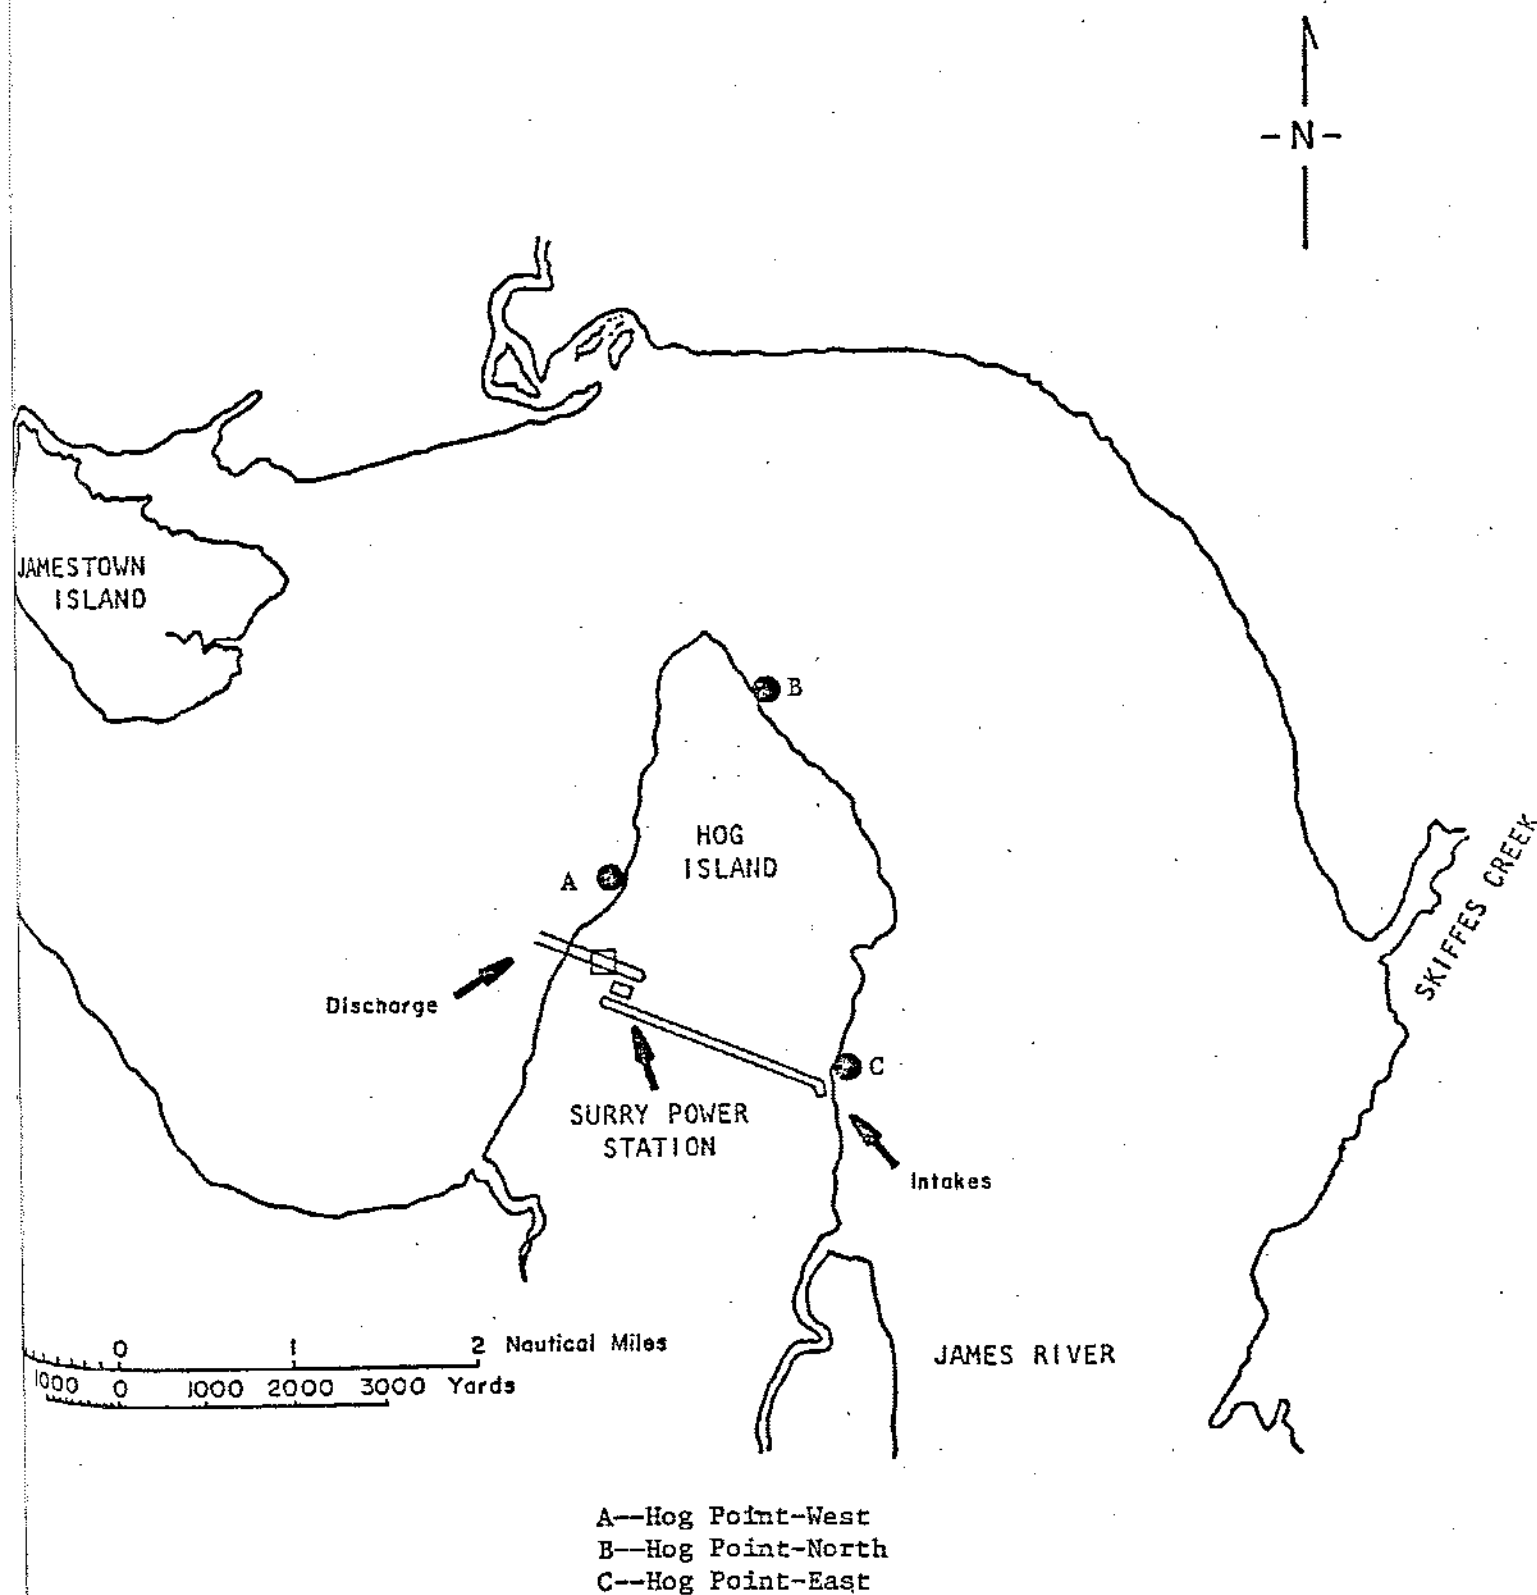 -N-
JAMESTOWN
ISLAND
B
HOG
ISLAND
A
SKIFFES CREEK
Discharge
C
SURRY POWER
STATION
Intakes
0 1 2 Nautical Miles
1000 0 1000 2000 3000 Yards
JAMES RIVER
A--Hog Point-West
B--Hog Point-North
C--Hog Point-East